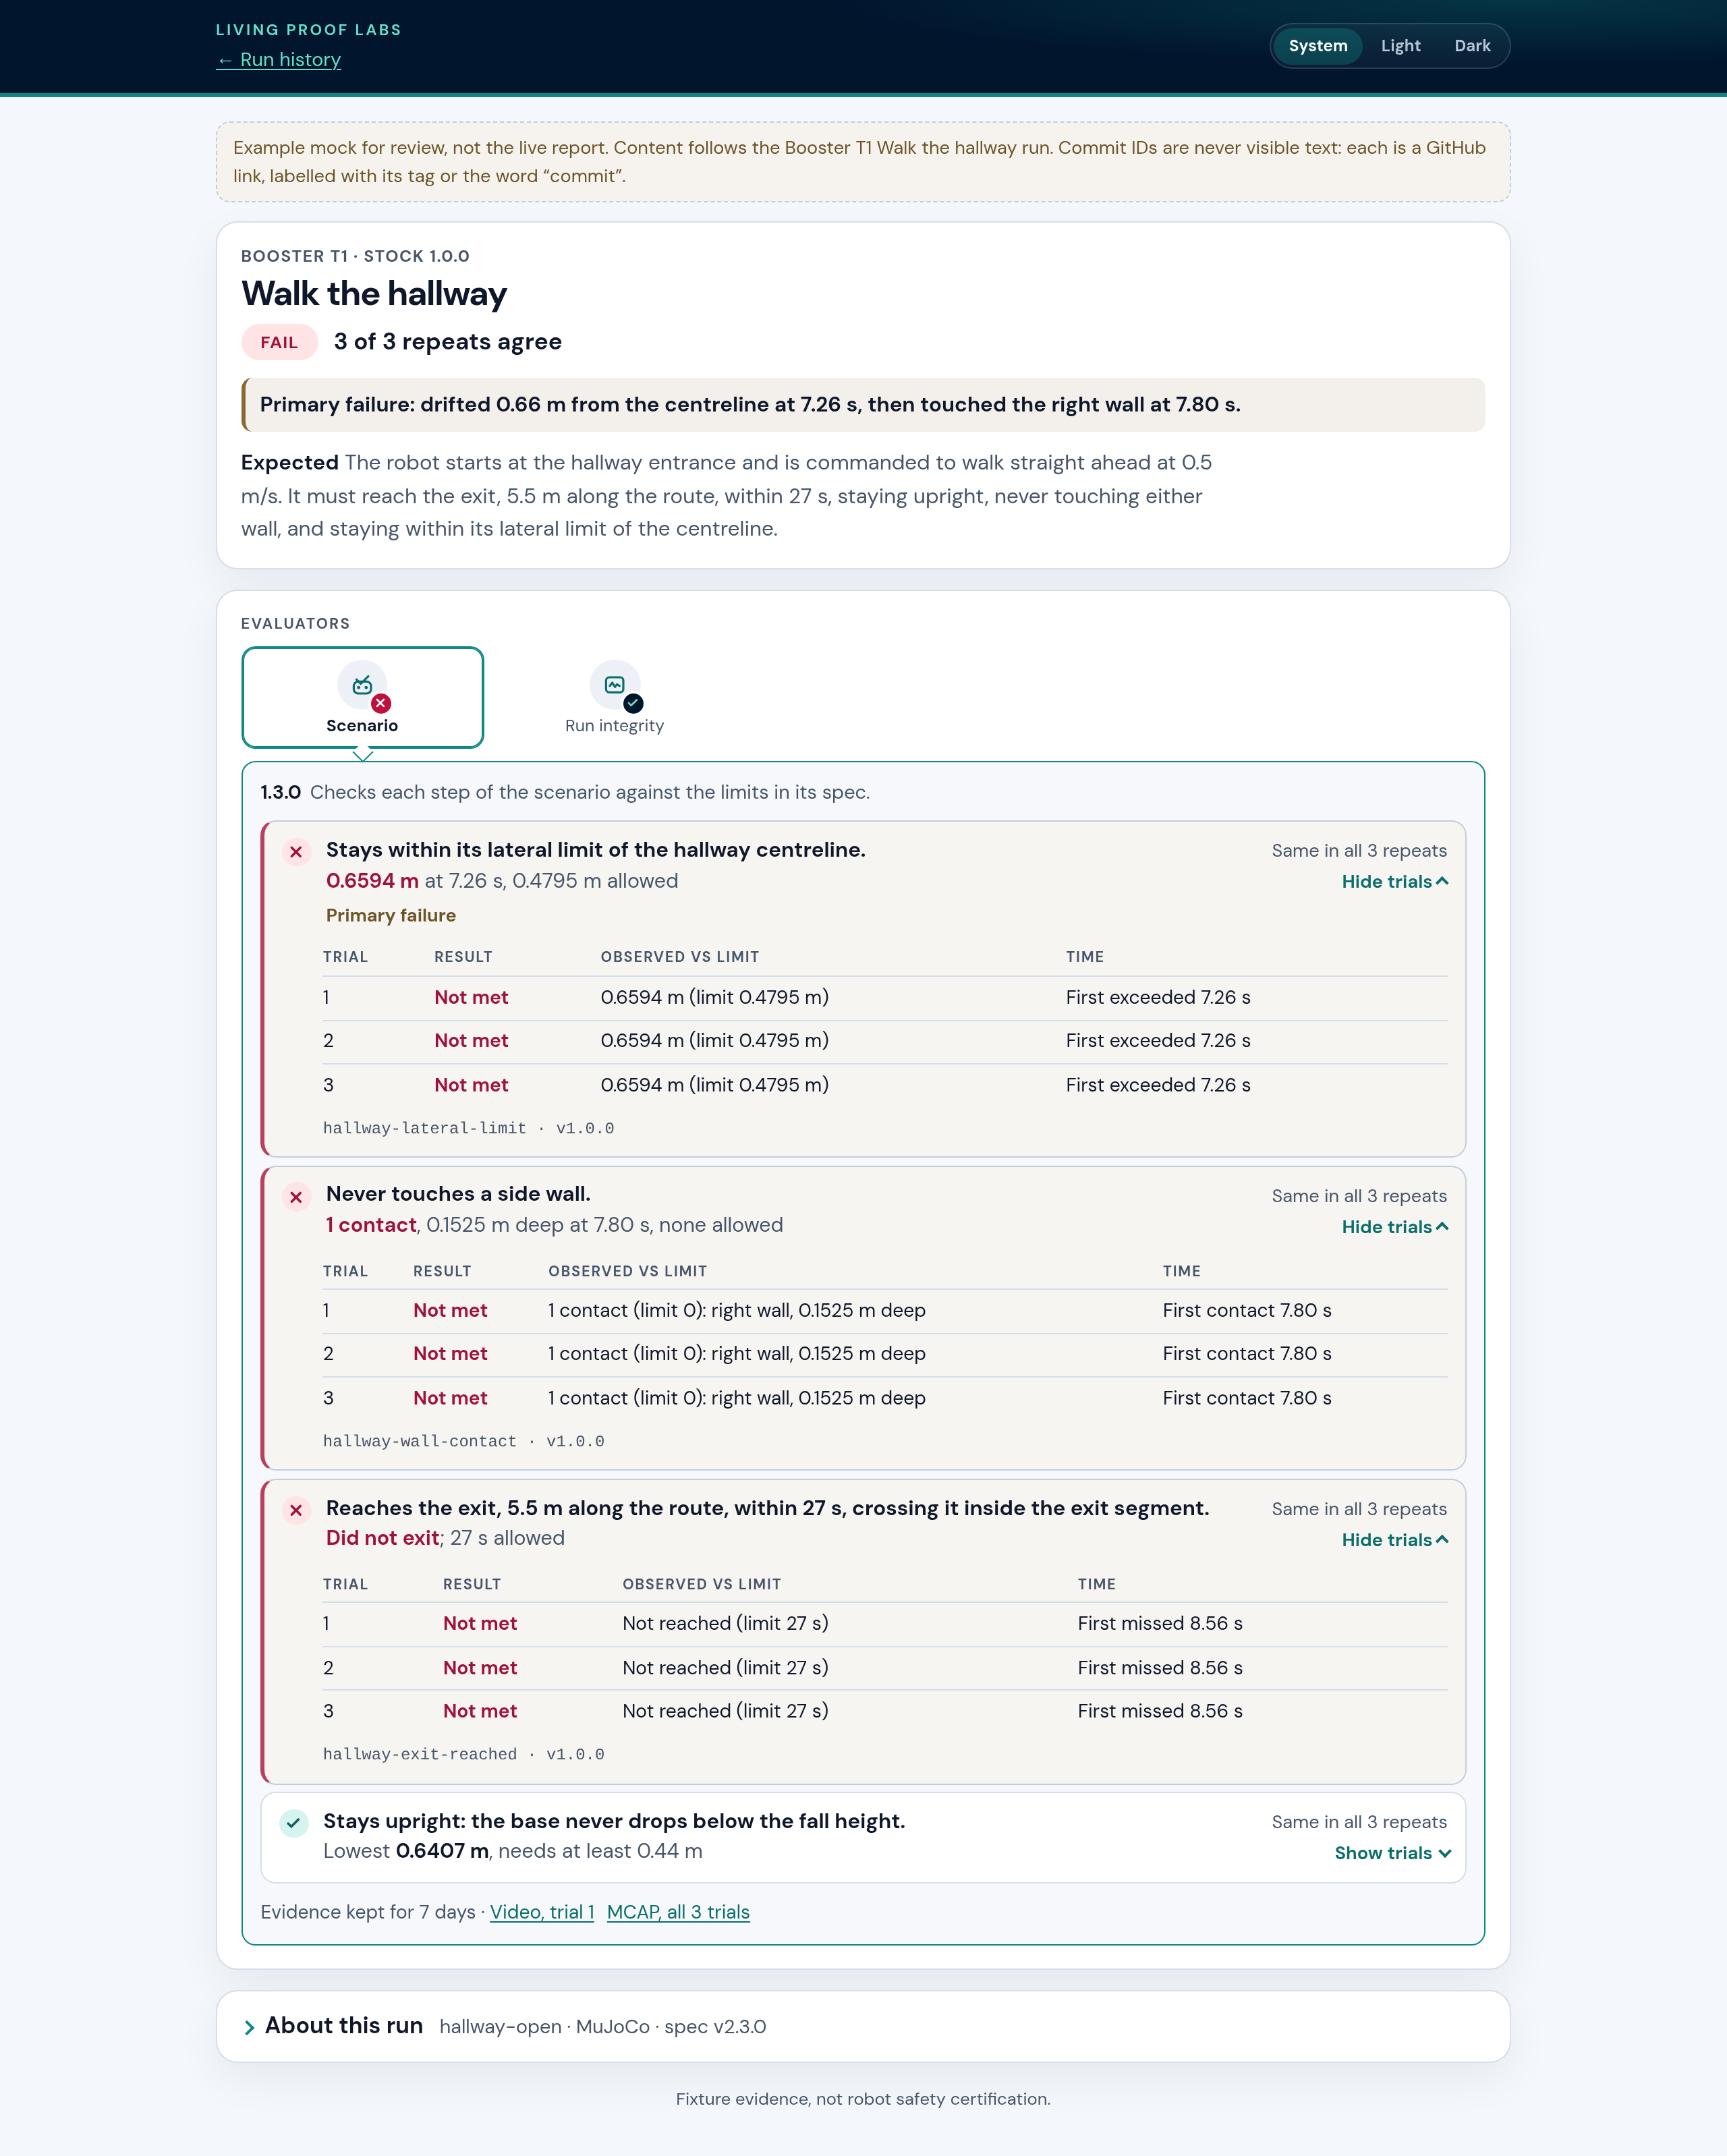 LIVING PROOF LABS
← Run history
System Light Dark
Example mock for review, not the live report. Content follows the Booster T1 Walk the hallway run. Commit IDs are never visible text: each is a GitHub
link, labelled with its tag or the word “commit”.
BOOSTER T1 · STOCK 1.0.0
Walk the hallway
FAIL 3 of 3 repeats agree
Primary failure: drifted 0.66 m from the centreline at 7.26 s, then touched the right wall at 7.80 s.
Expected The robot starts at the hallway entrance and is commanded to walk straight ahead at 0.5
m/s. It must reach the exit, 5.5 m along the route, within 27 s, staying upright, never touching either
wall, and staying within its lateral limit of the centreline.
EVALUATORS
Scenario Run integrity
1.3.0 Checks each step of the scenario against the limits in its spec.
Stays within its lateral limit of the hallway centreline. Same in all 3 repeats
0.6594 m at 7.26 s, 0.4795 m allowed Hide trials
Primary failure
TRIAL RESULT OBSERVED VS LIMIT TIME
1 Not met 0.6594 m (limit 0.4795 m) First exceeded 7.26 s
2 Not met 0.6594 m (limit 0.4795 m) First exceeded 7.26 s
3 Not met 0.6594 m (limit 0.4795 m) First exceeded 7.26 s
hallway-lateral-limit · v1.0.0
Never touches a side wall. Same in all 3 repeats
1 contact, 0.1525 m deep at 7.80 s, none allowed Hide trials
TRIAL RESULT OBSERVED VS LIMIT TIME
1 Not met 1 contact (limit 0): right wall, 0.1525 m deep First contact 7.80 s
2 Not met 1 contact (limit 0): right wall, 0.1525 m deep First contact 7.80 s
3 Not met 1 contact (limit 0): right wall, 0.1525 m deep First contact 7.80 s
hallway-wall-contact · v1.0.0
Reaches the exit, 5.5 m along the route, within 27 s, crossing it inside the exit segment. Same in all 3 repeats
Did not exit; 27 s allowed Hide trials
TRIAL RESULT OBSERVED VS LIMIT TIME
1 Not met Not reached (limit 27 s) First missed 8.56 s
2 Not met Not reached (limit 27 s) First missed 8.56 s
3 Not met Not reached (limit 27 s) First missed 8.56 s
hallway-exit-reached · v1.0.0
Stays upright: the base never drops below the fall height. Same in all 3 repeats
Lowest 0.6407 m, needs at least 0.44 m Show trials
Evidence kept for 7 days · Video, trial 1 MCAP, all 3 trials
About this run hallway-open · MuJoCo · spec v2.3.0
Fixture evidence, not robot safety certification.